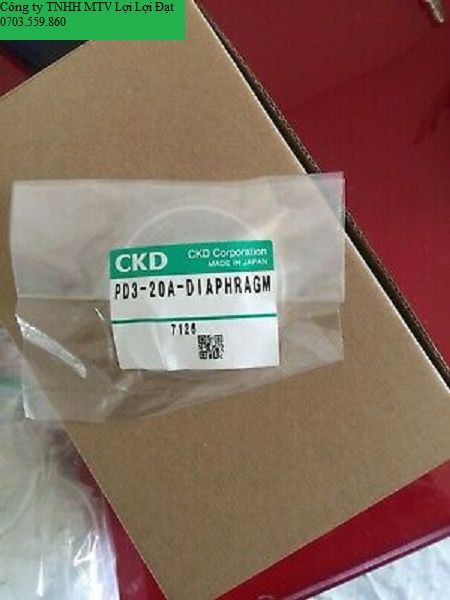 Công ty TNHH MTV Lợi Lợi Đạt
0703.559.860
CKD
CKD Corporation
MADE IN JAPAN
PD3-20A-DIAPHRAGM
7126